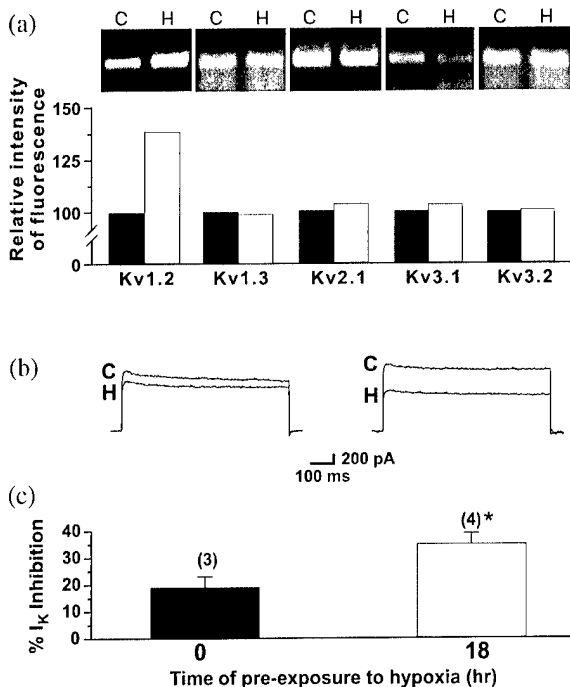 (a)
C H C H C H C H C H
Relative intensity
of fluorescence
150
125
100
0
Kv1.2 Kv1.3 Kv2.1 Kv3.1 Kv3.2
(b)
C
H
C
H
200 pA
100 ms
(c)
% IK Inhibition
40
30
20
10
0
(3)
(4)*
0 18
Time of pre-exposure to hypoxia (hr)